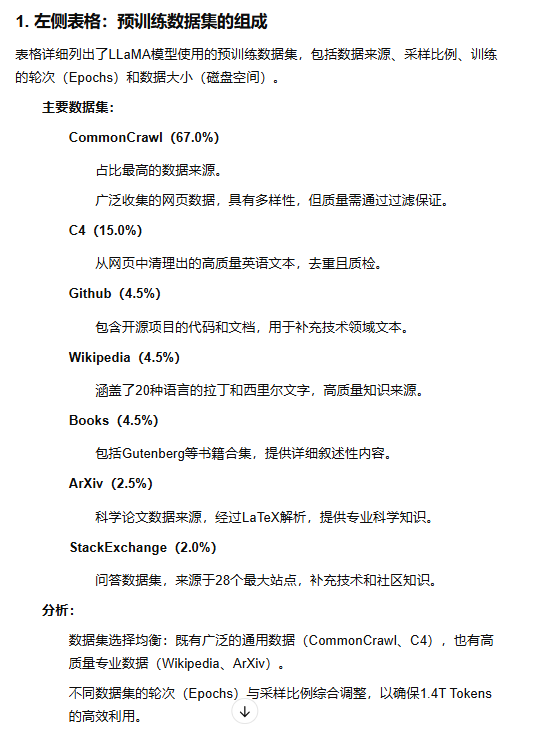 1. 左侧表格：预训练数据集的组成
表格详细列出了LLaMA模型使用的预训练数据集，包括数据来源、采样比例、训练
的轮次（Epochs）和数据大小（磁盘空间）。
主要数据集：
CommonCrawl（67.0%）
占比最高的数据来源。
广泛收集的网页数据，具有多样性，但质量需通过过滤保证。
C4（15.0%）
从网页中清理出的高质量英语文本，去重且质检。
Github（4.5%）
包含开源项目的代码和文档，用于补充技术领域文本。
Wikipedia（4.5%）
涵盖了20种语言的拉丁和西里尔文字，高质量知识来源。
Books（4.5%）
包括Gutenberg等书籍合集，提供详细叙述性内容。
ArXiv（2.5%）
科学论文数据来源，经过LaTeX解析，提供专业科学知识。
StackExchange（2.0%）
问答数据集，来源于28个最大站点，补充技术和社区知识。
分析：
数据集选择均衡：既有广泛的通用数据（CommonCrawl、C4），也有高
质量专业数据（Wikipedia、ArXiv）。
不同数据集的轮次（Epochs）与采样比例综合调整，以确保1.4T Tokens
的高效利用。